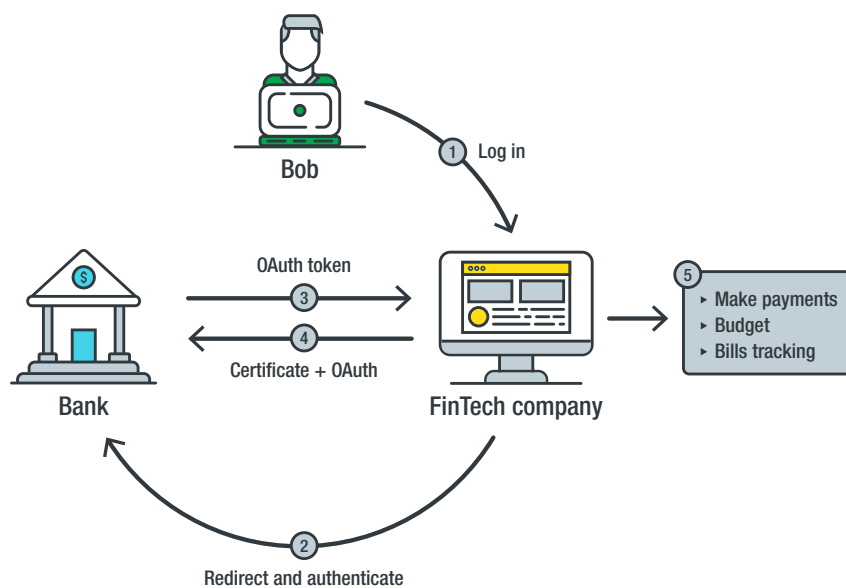 Bob
1 Log in
$
OAuth token
3
4
Certificate + OAuth
Bank
FinTech company
5
▸ Make payments
▸ Budget
▸ Bills tracking
2
Redirect and authenticate